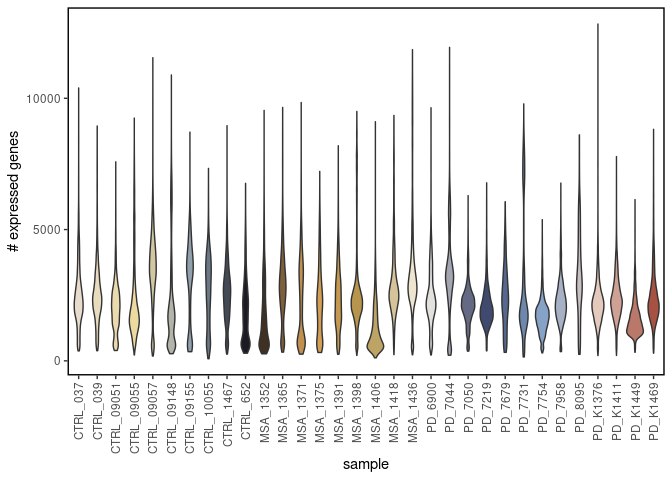 # expressed genes
10000
5000
0
CTRL_037
CTRL_039
CTRL_09051
CTRL_09055
CTRL_09057
CTRL_09148
CTRL_09155
CTRL_10055
CTRL_1467
CTRL_652
MSA_1352
MSA_1365
MSA_1371
MSA_1375
MSA_1391
MSA_1398
MSA_1406
MSA_1418
MSA_1436
PD_6900
PD_7044
PD_7050
PD_7219
PD_7679
PD_7731
PD_7754
PD_7958
PD_8095
PD_K1376
PD_K1411
PD_K1449
PD_K1469
sample